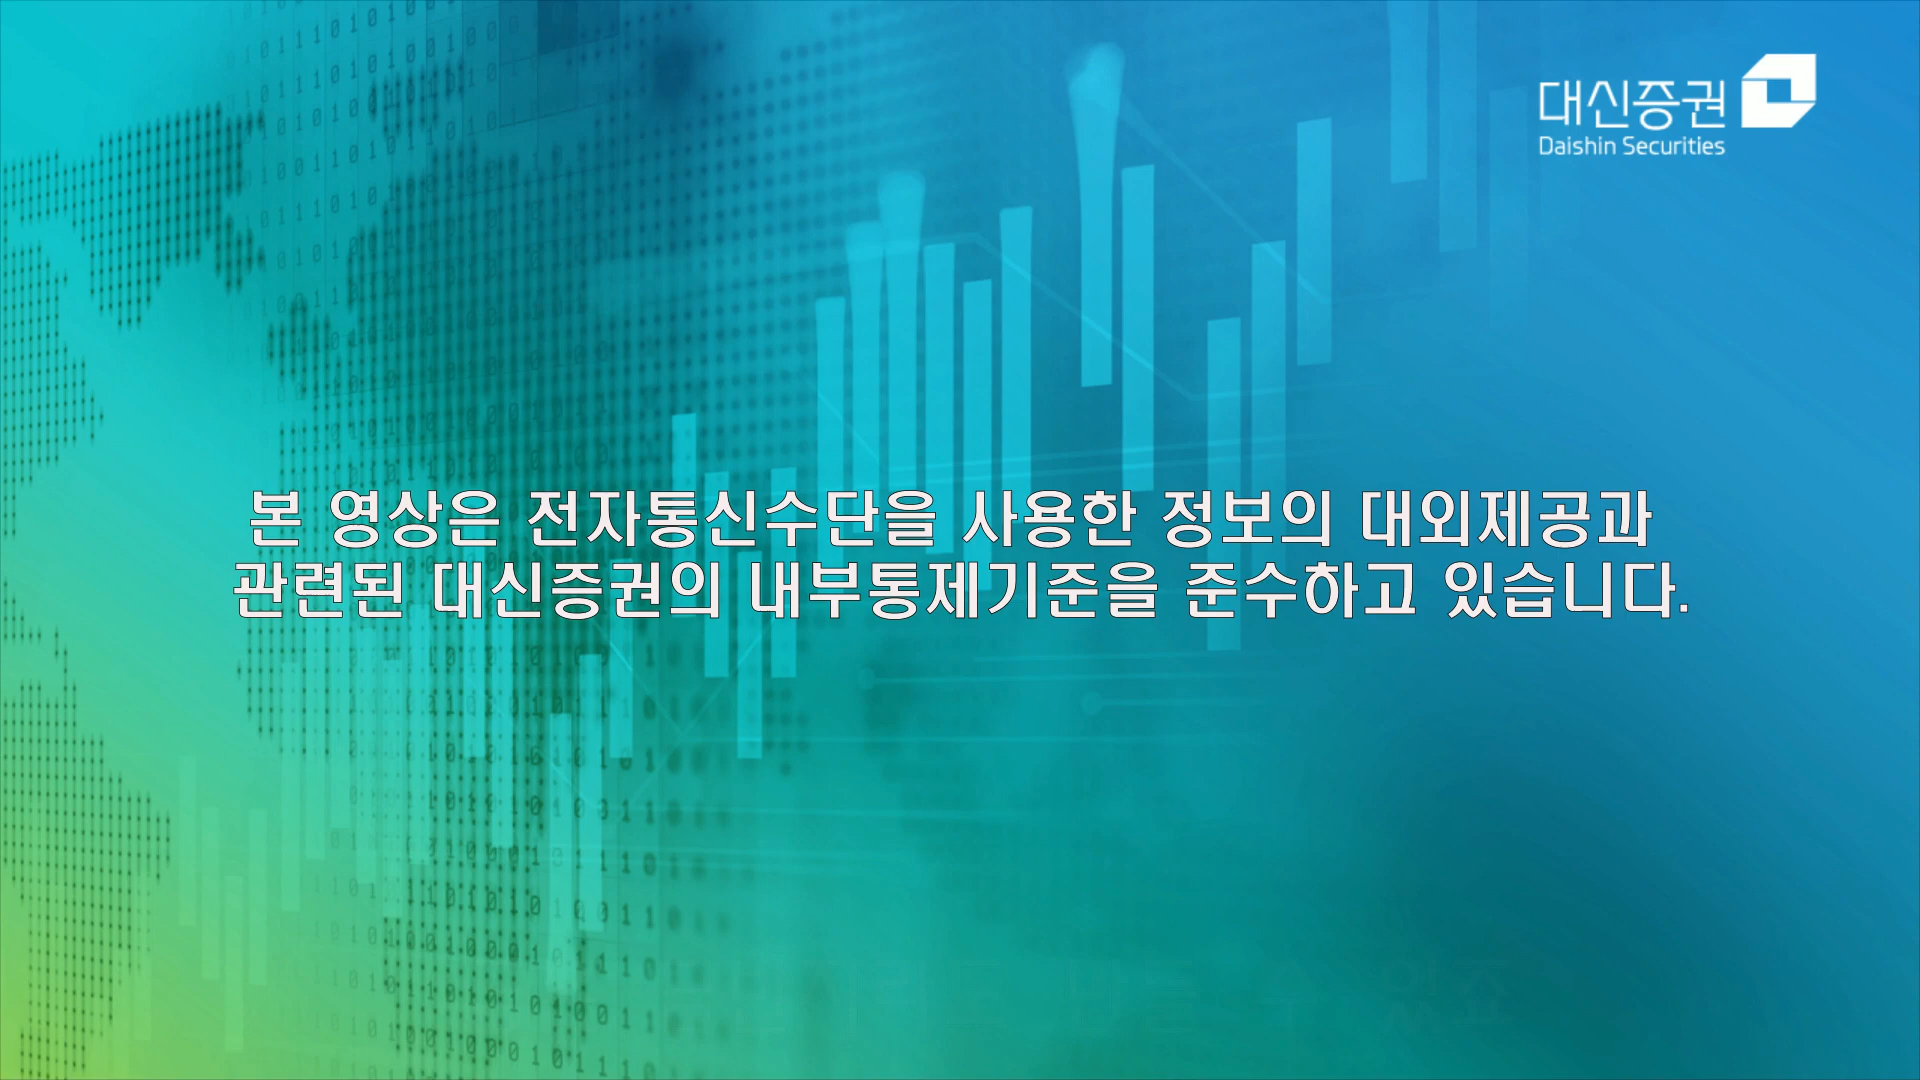 대신증권
Daishin Securities
본 영상은 전자통신수단을 사용한 정보의 대외제공과
관련된 대신증권의 내부통제기준을 준수하고 있습니다.